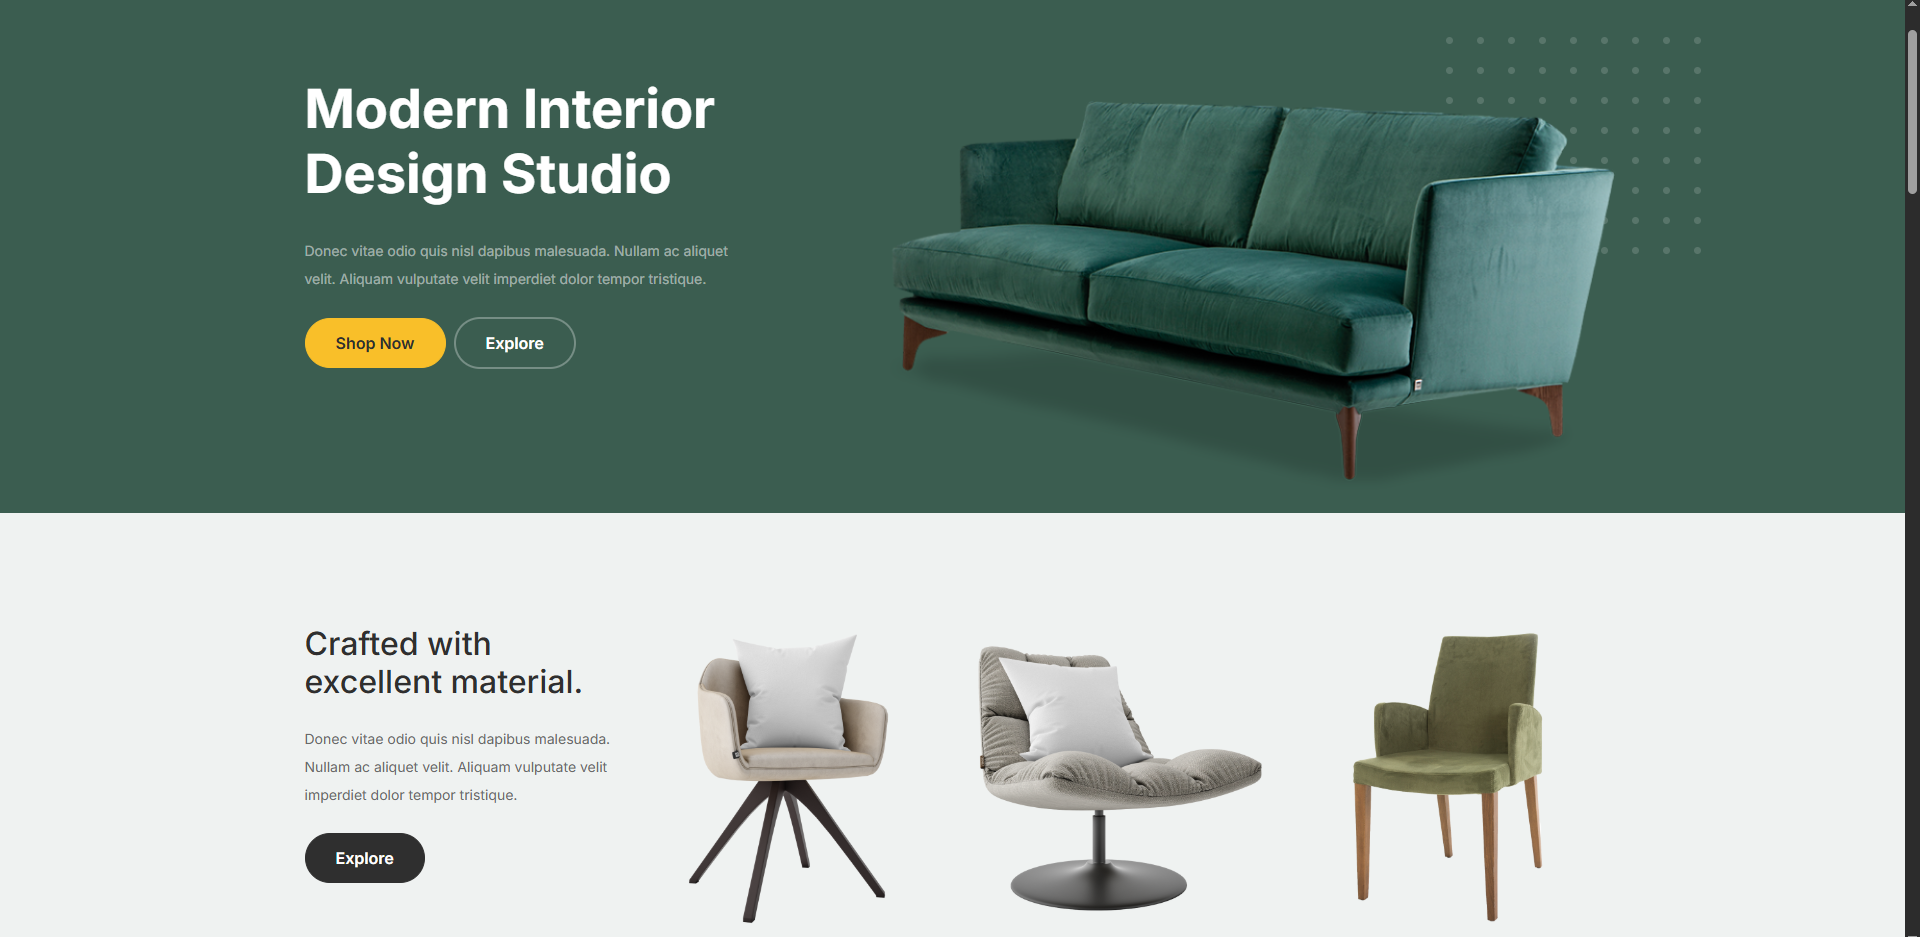 Modern Interior
Design Studio
Donec vitae odio quis nisl dapibus malesuada. Nullam ac aliquet
velit. Aliquam vulputate velit imperdiet dolor tempor tristique.
Shop Now
Explore
Crafted with
excellent material.
Donec vitae odio quis nisl dapibus malesuada.
Nullam ac aliquet velit. Aliquam vulputate velit
imperdiet dolor tempor tristique.
Explore